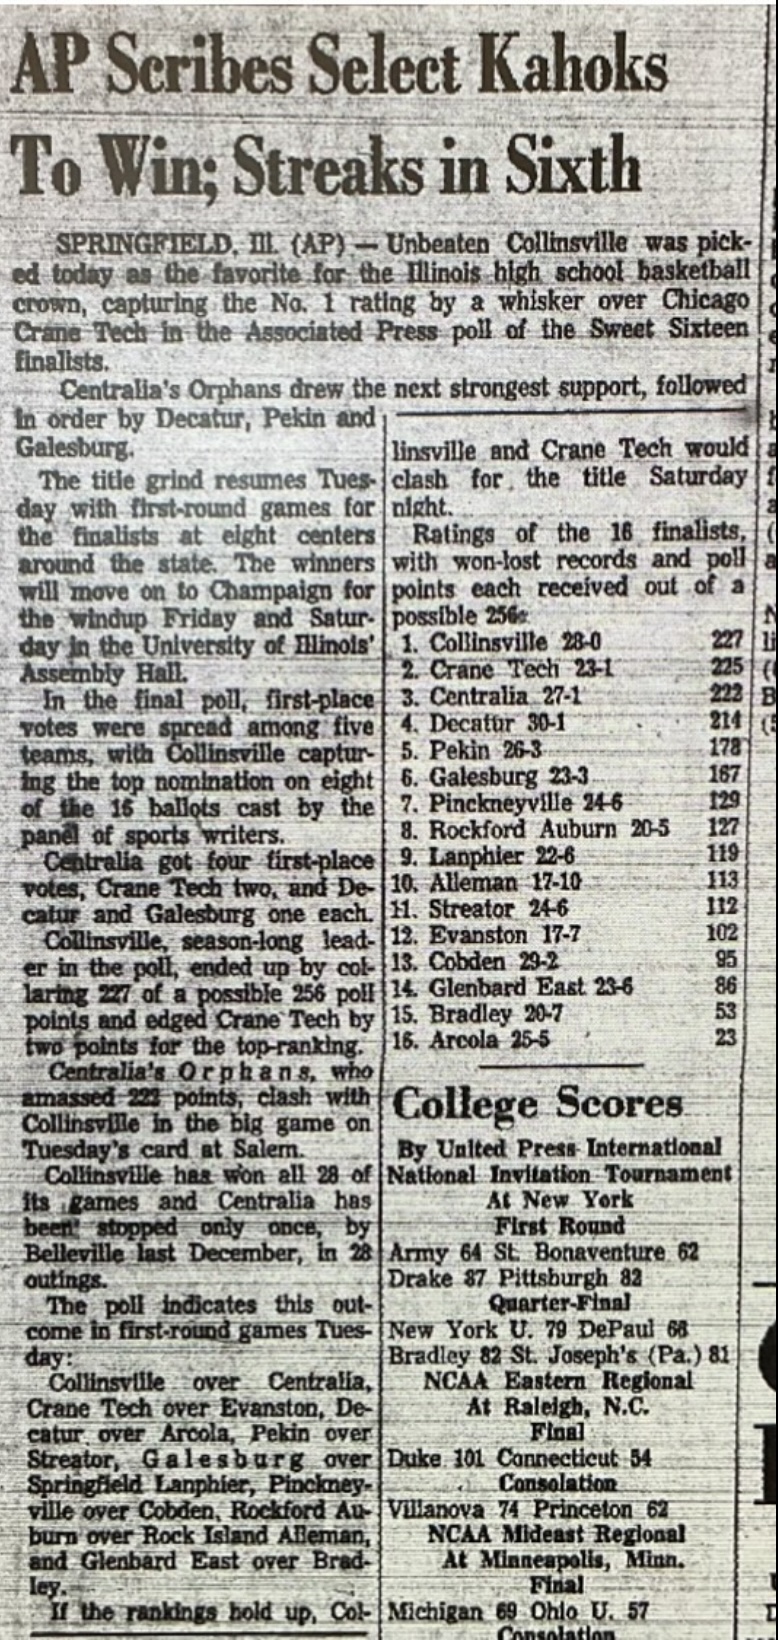 AP Scribes Select Kahoks
To Win; Streaks in Sixth
SPRINGFIELD, Ill. (AP) — Unbeaten Collinsville was pick-
ed today as the favorite for the Illinois high school basketball
crown, capturing the No. 1 rating by a whisker over Chicago
Crane Tech in the Associated Press poll of the Sweet Sixteen
finalists.
Centralia's Orphans drew the next strongest support, followed
in order by Decatur, Pekin and
Galesburg.
The title grind resumes Tues-
day with first-round games for
the finalists at eight centers
around the state. The winners
will move on to Champaign for
the windup Friday and Satur-
day in the University of Illinois'
Assembly Hall.
In the final poll, first-place
votes were spread among five
teams, with Collinsville captur-
ing the top nomination on eight
of the 16 ballots cast by the
panel of sports writers.
Centralia got four first-place
votes, Crane Tech two, and De-
catur and Galesburg one each.
Collinsville, season-long lead-
er in the poll, ended up by col-
laring 227 of a possible 256 poll
points and edged Crane Tech by
two points for the top-ranking.
Centralia's Orphans, who
amassed 222 points, clash with
Collinsville in the big game on
Tuesday's card at Salem.
Collinsville has won all 28 of
its games and Centralia has
been stopped only once, by
Belleville last December, in 28
outings.
The poll indicates this out-
come in first-round games Tues-
day:
Collinsville over Centralia,
Crane Tech over Evanston, De-
catur over Arcola, Pekin over
Streator, Galesburg over
Springfield Lanphier, Pinckney-
ville over Cobden, Rockford Au-
burn over Rock Island Alleman,
and Glenbard East over Brad-
ley.
If the rankings hold up, Col-
linsville and Crane Tech would
clash for the title Saturday
night.
Ratings of the 16 finalists,
with won-lost records and poll
points each received out of a
possible 256:
1. Collinsville 28-0 227
2. Crane Tech 23-1 225
3. Centralia 27-1 222
4. Decatur 30-1 214
5. Pekin 26-3 178
6. Galesburg 23-3 167
7. Pinckneyville 24-6 129
8. Rockford Auburn 20-5 127
9. Lanphier 22-6 119
10. Alleman 17-10 113
11. Streator 24-6 112
12. Evanston 17-7 102
13. Cobden 29-2 95
14. Glenbard East 23-6 86
15. Bradley 20-7 53
16. Arcola 25-5 23
College Scores
By United Press International
National Invitation Tournament
At New York
First Round
Army 64 St. Bonaventure 62
Drake 87 Pittsburgh 82
Quarter-Final
New York U. 79 DePaul 66
Bradley 82 St. Joseph's (Pa.) 81
NCAA Eastern Regional
At Raleigh, N.C.
Final
Duke 101 Connecticut 54
Consolation
Villanova 74 Princeton 62
NCAA Mideast Regional
At Minneapolis, Minn.
Final
Michigan 69 Ohio U. 57
Consolation